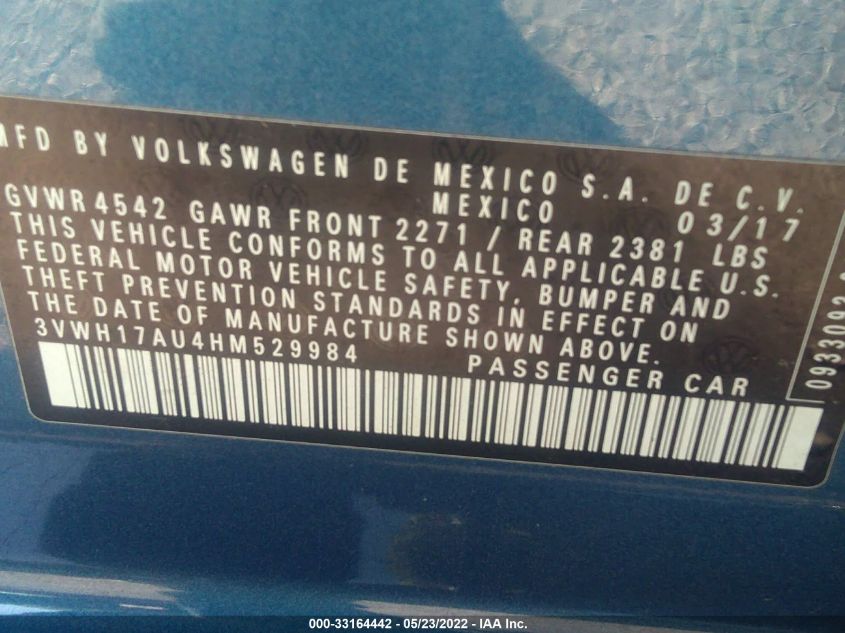 MFD BY VOLKSWAGEN DE MEXICO S.A. DE C.V.
MEXICO 03/17
GVWR 4542 GAWR FRONT 2271 / REAR 2381 LBS
THIS VEHICLE CONFORMS TO ALL APPLICABLE U.S.
FEDERAL MOTOR VEHICLE SAFETY, BUMPER AND
THEFT PREVENTION STANDARDS IN EFFECT ON
THE DATE OF MANUFACTURE SHOWN ABOVE.
3VWH17AU4HM529984
PASSENGER CAR
000-33164442 - 05/23/2022 - IAA Inc.